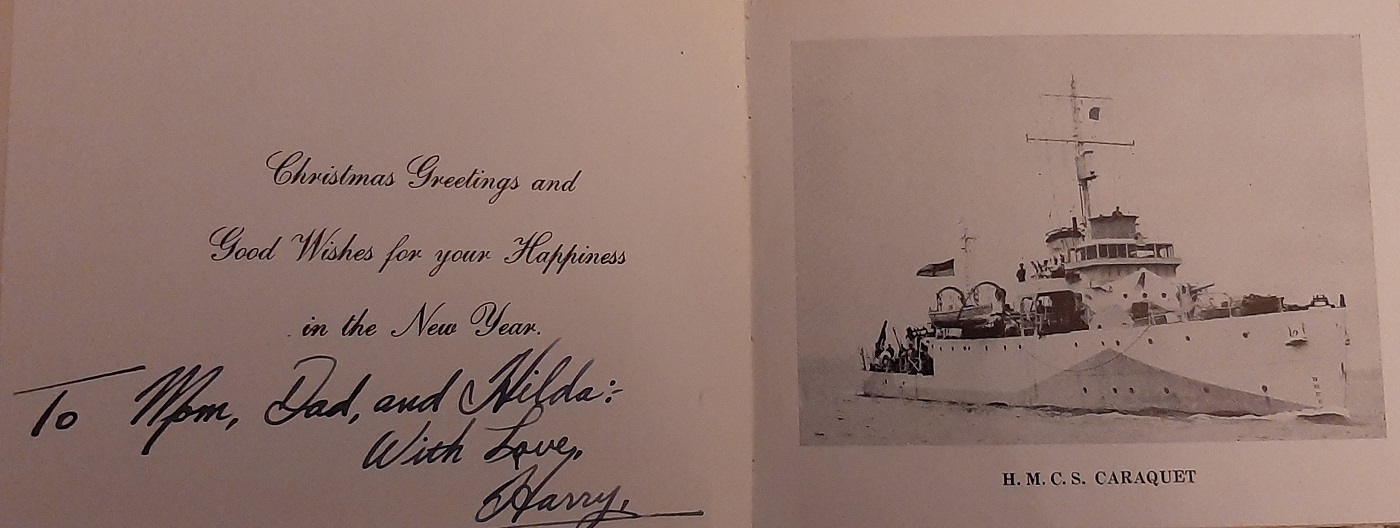 Christmas Greetings and
Good Wishes for your Happiness
in the New Year.
To Mom, Dad, and Hilda:-
With Love,
Harry,
H. M. C. S. CARAQUET